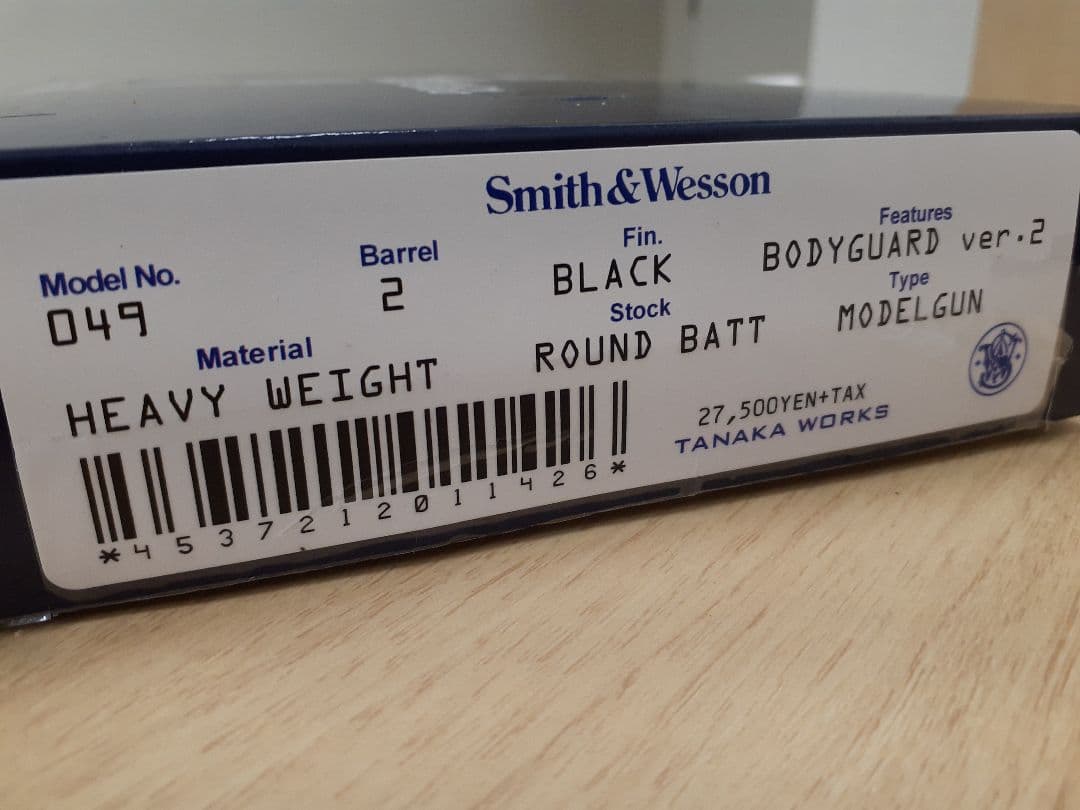 Smith&Wesson
Model No.
049
Barrel
2
Fin.
BLACK
Features
BODYGUARD ver.2
Material
HEAVY WEIGHT
Stock
ROUND BATT
Type
MODELGUN
*4537212011426*
27,500YEN+TAX
TANAKA WORKS